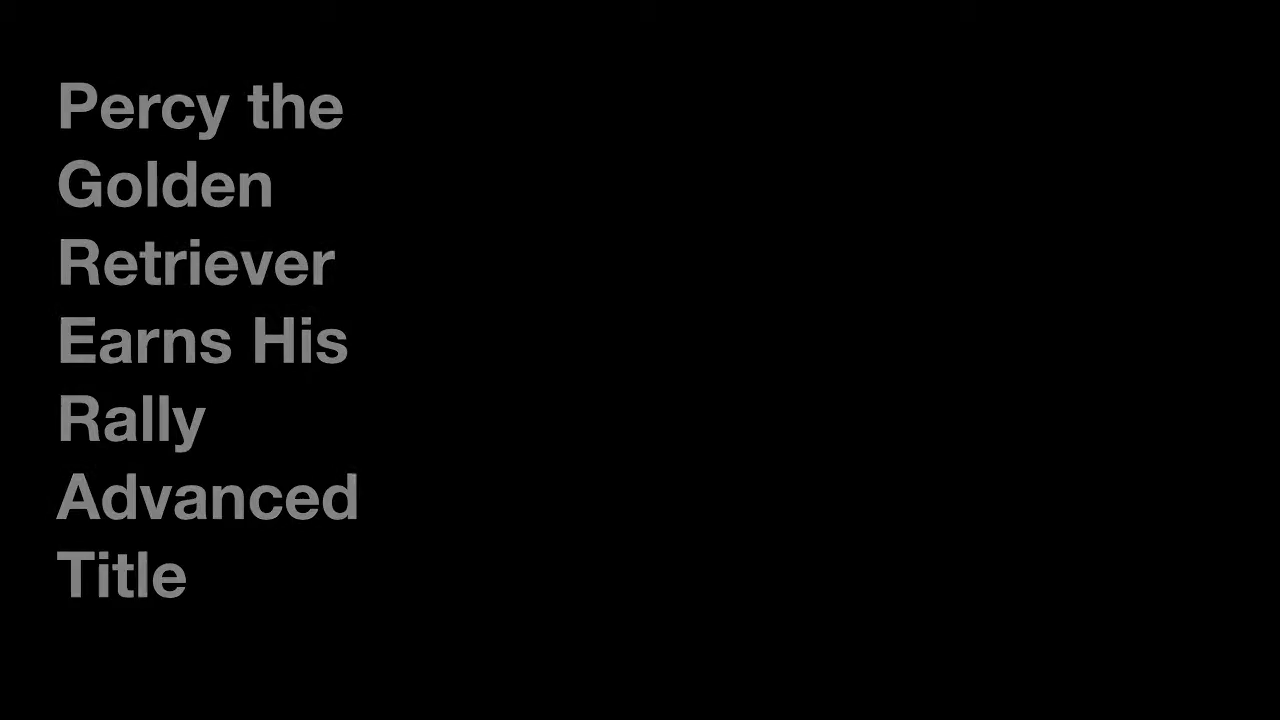 Percy the
Golden
Retriever
Earns His
Rally
Advanced
Title